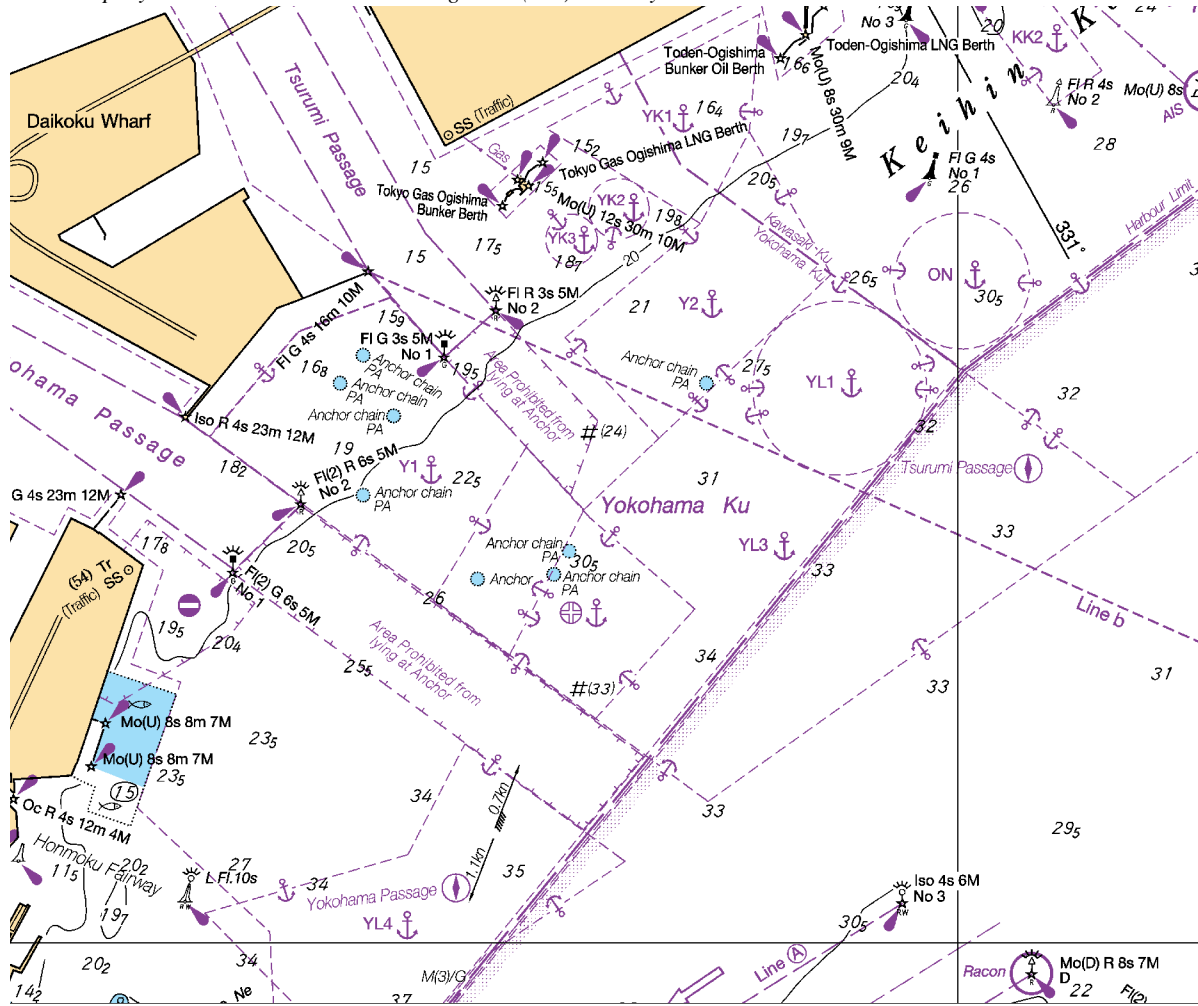 No 3
24
KK2
20
Toden-Ogishima
Bunker Oil Berth
Toden-Ogishima LNG Berth
Tsurumi Passage
166
204
Fl R 4s
No 2
Mo(U) 8s
AIS
Daikoku Wharf
SS (Traffic)
YK1
164
Mo(U) 8s 30m 9M
197
Keihin
28
Gas
152
Tokyo Gas Ogishima LNG Berth
Fl G 4s
No 1
26
15
155
Tokyo Gas Ogishima
Bunker Berth
Mo(U) 12s 30m 10M
YK2
YK3
198
205
Kawasaki-Ku
Yokohama Ku
331°
Harbour Limit
15
175
187
20
265
ON
305
Fl G 4s 16m 10M
159
Fl R 3s 5M
No 2
21
Y2
Fl G 3s 5M
No 1
195
Area Prohibited from
lying at Anchor
168
Anchor chain
PA
Anchor chain
PA
Anchor chain
PA
Anchor chain
PA
275
YL1
32
ohama Passage
Iso R 4s 23m 12M
19
(24)
32
182
Fl(2) R 6s 5M
No 2
Y1
225
31
Tsurumi Passage
G 4s 23m 12M
Anchor chain
PA
Yokohama Ku
33
178
205
Anchor chain
PA
305
YL3
33
(54) Tr
(Traffic) SS
Fl(2) G 6s 5M
No 1
Anchor
Anchor chain
PA
26
Line b
195
204
Area Prohibited from
lying at Anchor
255
34
33
31
(33)
Mo(U) 8s 8m 7M
235
Mo(U) 8s 8m 7M
235
15
34
0.7kn
33
295
Oc R 4s 12m 4M
Honmoku Fairway
115
202
27
L Fl.10s
34
1.1kn
35
Yokohama Passage
Iso 4s 6M
No 3
197
YL4
305
202
34
M(3)/G
Line A
Racon
Mo(D) R 8s 7M
D
142
Ne
37
22
Fl(2)